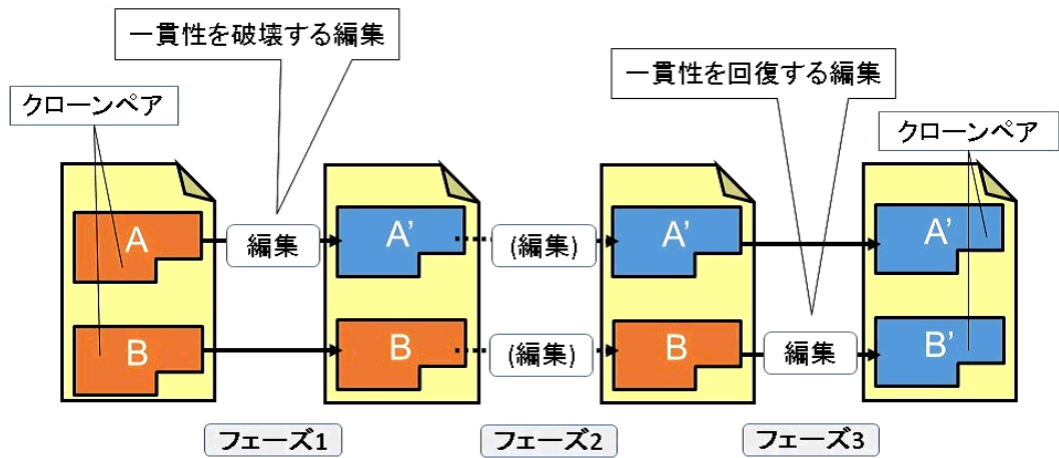 一貫性を破壊する編集
一貫性を回復する編集
クローンペア
クローンペア
A
編集
A’
(編集)
A’
A’
B
B
(編集)
B
編集
B’
フェーズ1
フェーズ2
フェーズ3